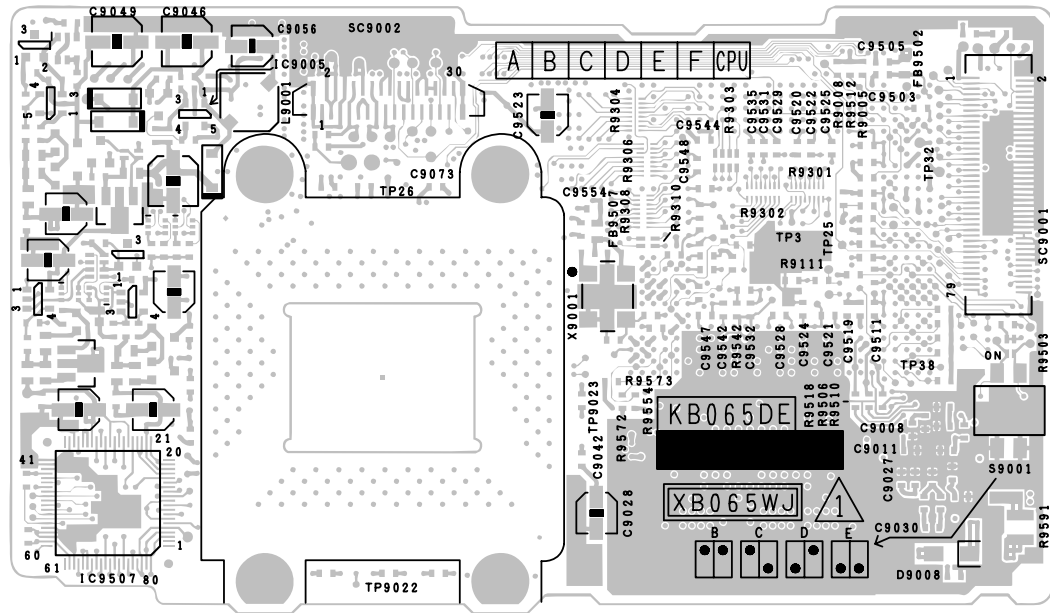 C9049
C9046
C9056
SC9002
IC9005
A B C D E F CPU
C9505
FB9502
3
1
2
4
5
3
1
1
3
4
5
L9001
2
30
1
C9523
R9304
R9303
C9535
C9531
C9529
C9520
C9522
C9526
R9008
R9512
R9005
C9503
C9544
C9548
R9306
R9301
TP32
1
2
C9073
TP26
C9554
FB9507
R9308
R9310
R9302
TP3
TP25
R9111
SC9001
79
3
1
1
3
3
4
X9001
C9547
C9542
R9542
C9532
C9528
C9524
C9521
C9519
C9511
TP38
ON
R9503
R9573
R9554
TP9023
R9572
C9042
KB065DE
R9518
R9506
R9510
C9008
C9011
C9027
S9001
21
20
41
60
61
80
1
IC9507
C9028
XB065WJ
1
B C D E
C9030
R9591
D9008
TP9022